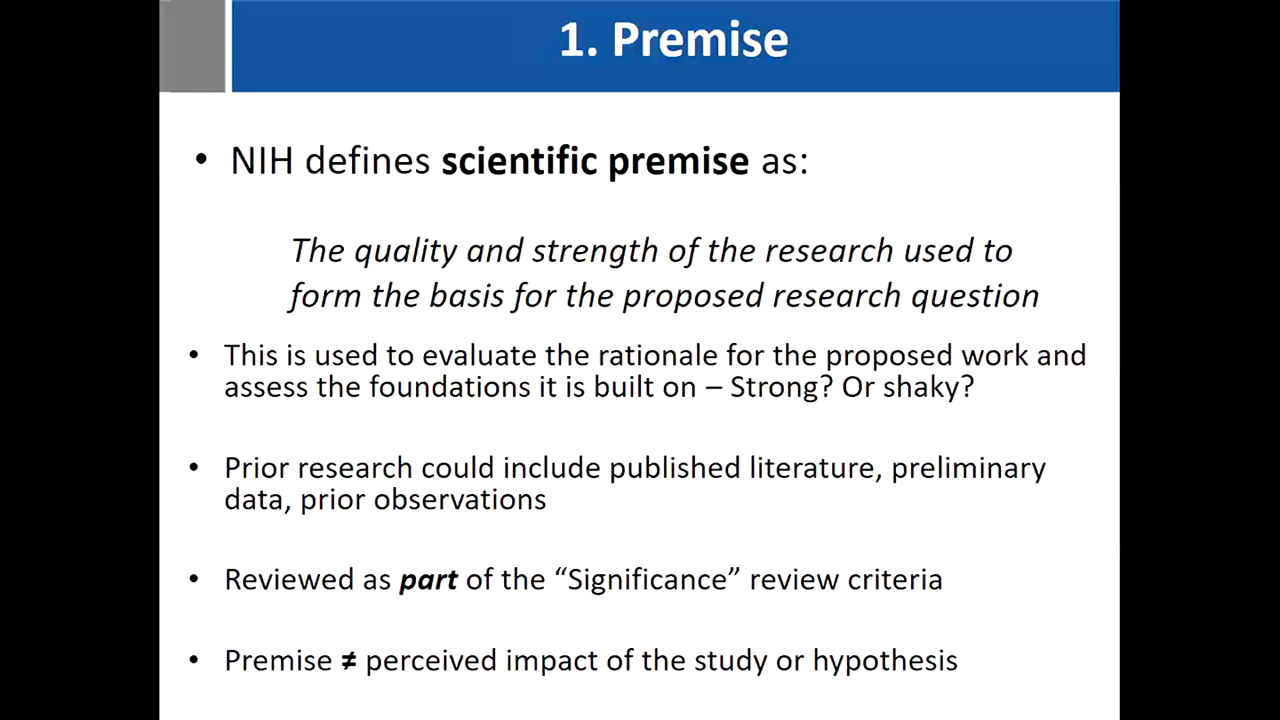 1. Premise
• NIH defines scientific premise as:
The quality and strength of the research used to
form the basis for the proposed research question
• This is used to evaluate the rationale for the proposed work and
assess the foundations it is built on – Strong? Or shaky?
• Prior research could include published literature, preliminary
data, prior observations
• Reviewed as part of the “Significance” review criteria
• Premise ≠ perceived impact of the study or hypothesis